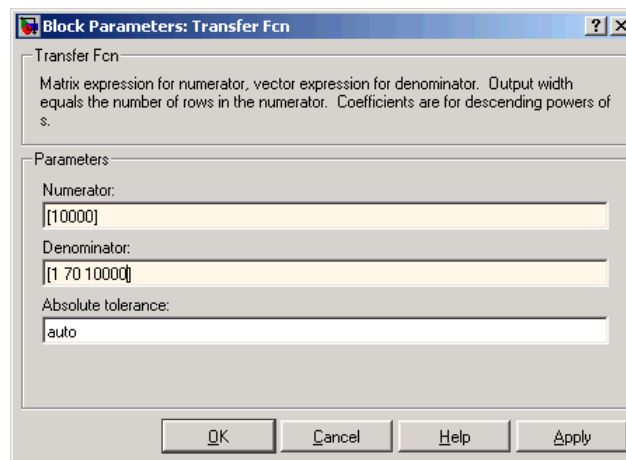 Block Parameters: Transfer Fcn
Transfer Fcn
Matrix expression for numerator, vector expression for denominator. Output width
equals the number of rows in the numerator. Coefficients are for descending powers of
s.
Parameters
Numerator:
[10000]
Denominator:
[1 70 10000]
Absolute tolerance:
auto
OK
Cancel
Help
Apply